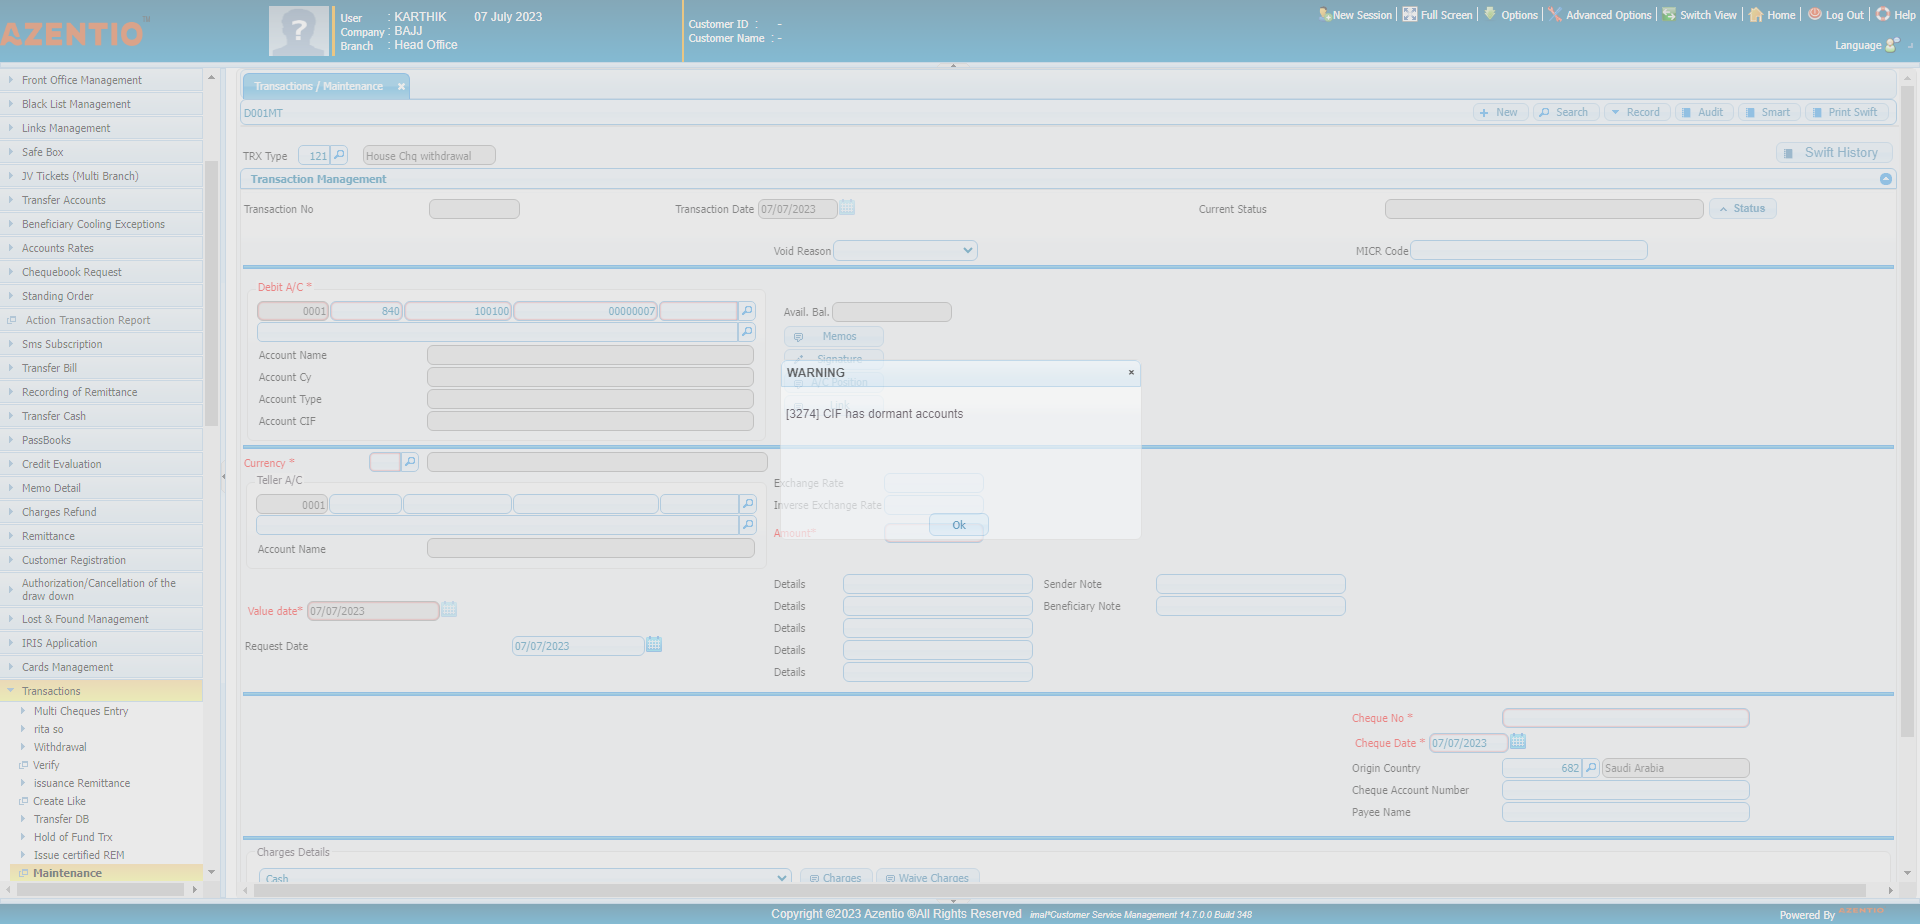 AZENTIO™
User : KARTHIK 07 July 2023
Company : BAJJ
Branch : Head Office
Customer ID : -
Customer Name : -
New Session Full Screen Options Advanced Options Switch View Home Log Out Help
Language
Front Office Management
Black List Management
Links Management
Safe Box
JV Tickets (Multi Branch)
Transfer Accounts
Beneficiary Cooling Exceptions
Accounts Rates
Chequebook Request
Standing Order
Action Transaction Report
Sms Subscription
Transfer Bill
Recording of Remittance
Transfer Cash
PassBooks
Credit Evaluation
Memo Detail
Charges Refund
Remittance
Customer Registration
Authorization/Cancellation of the
draw down
Lost & Found Management
IRIS Application
Cards Management
Transactions
Multi Cheques Entry
rita so
Withdrawal
Verify
issuance Remittance
Create Like
Transfer DB
Hold of Fund Trx
Issue certified REM
Maintenance
Transactions / Maintenance
D001MT
New Search Record Audit Smart Print Swift
TRX Type 121 House Chq withdrawal
Swift History
Transaction Management
Transaction No Transaction Date 07/07/2023 Current Status Status
Void Reason MICR Code
Debit A/C *
0001 840 100100 00000007
Avail. Bal.
Memos
Account Name
Signature
Account Cy
A/C Position
Account Type
Link
Account CIF
WARNING
[3274] CIF has dormant accounts
Ok
Currency *
Teller A/C
0001
Account Name
Exchange Rate
Inverse Exchange Rate
Amount*
Value date* 07/07/2023
Request Date 07/07/2023
Details Sender Note
Details Beneficiary Note
Details
Details
Details
Cheque No *
Cheque Date * 07/07/2023
Origin Country 682 Saudi Arabia
Cheque Account Number
Payee Name
Charges Details
Cash Charges Waive Charges
Copyright ©2023 Azentio ®All Rights Reserved imal*Customer Service Management 14.7.0.0 Build 348
Powered By AZENTIO